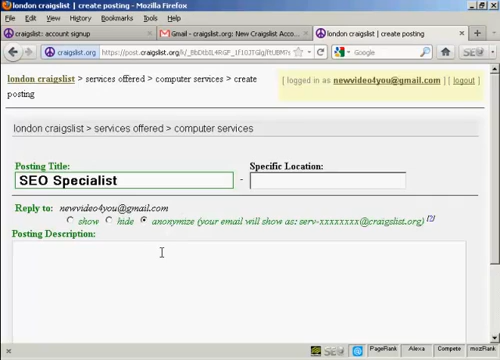 london craigslist | create posting - Mozilla Firefox
File Edit View History Bookmarks Tools Help
craigslist: account signup
Gmail - craigslist.org: New Craigslist Acco...
london craigslist | create posting
craigslist.org
Google
london craigslist > services offered > computer services > create
posting
[ logged in as newvideo4you@gmail.com ] [ logout ]
london craigslist > services offered > computer services
Posting Title:
Specific Location:
SEO Specialist
-
Reply to: newvideo4you@gmail.com
show hide anonymize (your email will show as: serv-xxxxxxxx@craigslist.org) [?]
Posting Description:
PageRank Alexa Compete mozRank